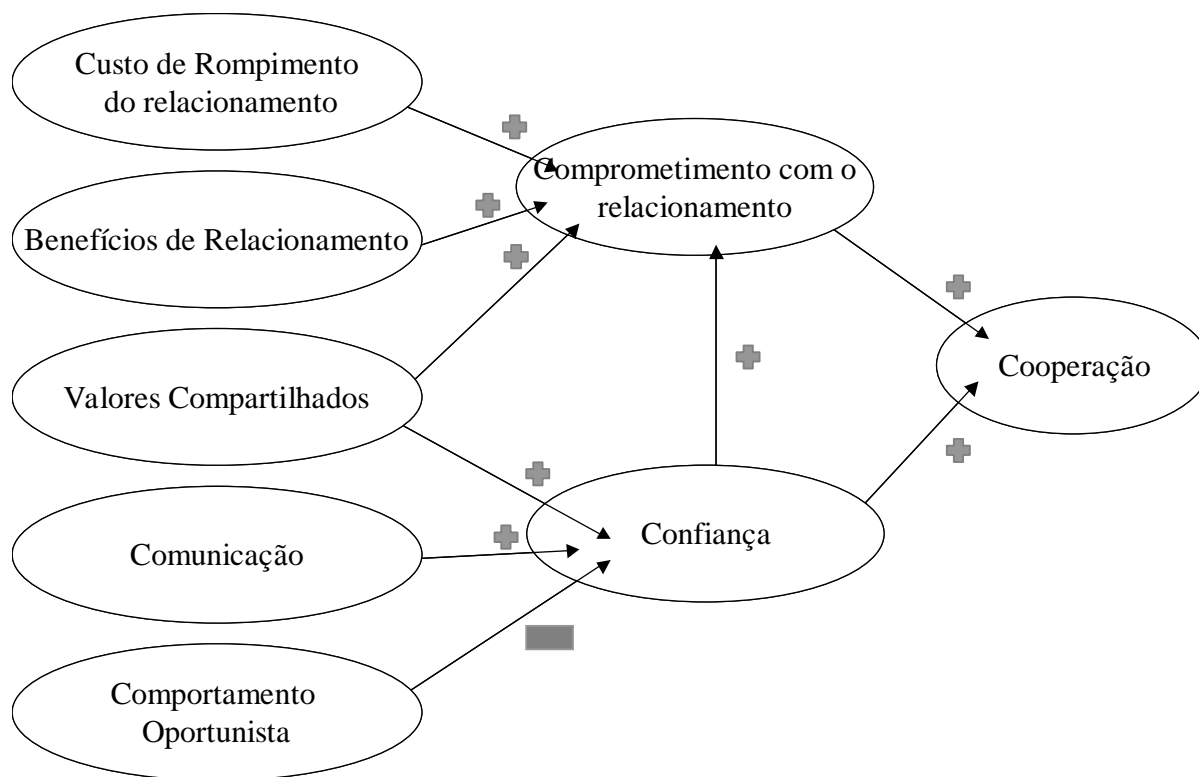 Custo de Rompimento
do relacionamento
Comprometimento com o
relacionamento
Benefícios de Relacionamento
Cooperação
Valores Compartilhados
Confiança
Comunicação
Comportamento
Oportunista